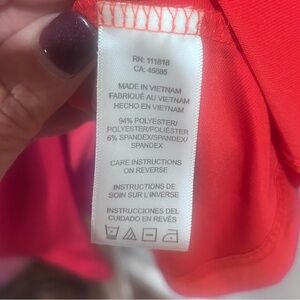 RN: 111818
CA: 45885
MADE IN VIETNAM
FABRIQUÉ AU VIETNAM
HECHO EN VIETNAM
94% POLYESTER/
POLYESTER/POLIÉSTER
6% SPANDEX/SPANDEX/
SPANDEX
CARE INSTRUCTIONS
ON REVERSE
INSTRUCTIONS DE
SOIN SUR L'INVERSE
INSTRUCCIONES DEL
CUIDADO EN REVÉS